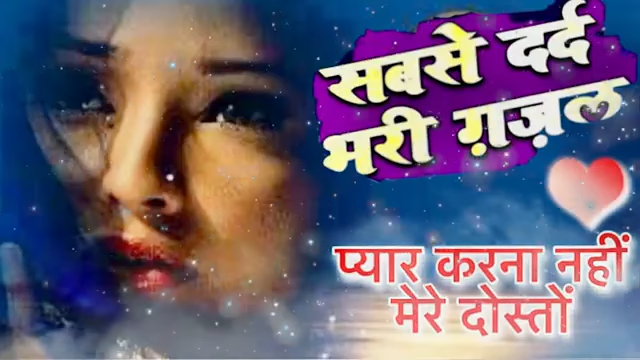 सबसे दर्द
भरी ग़ज़ल
प्यार करना नहीं
मेरे दोस्तों